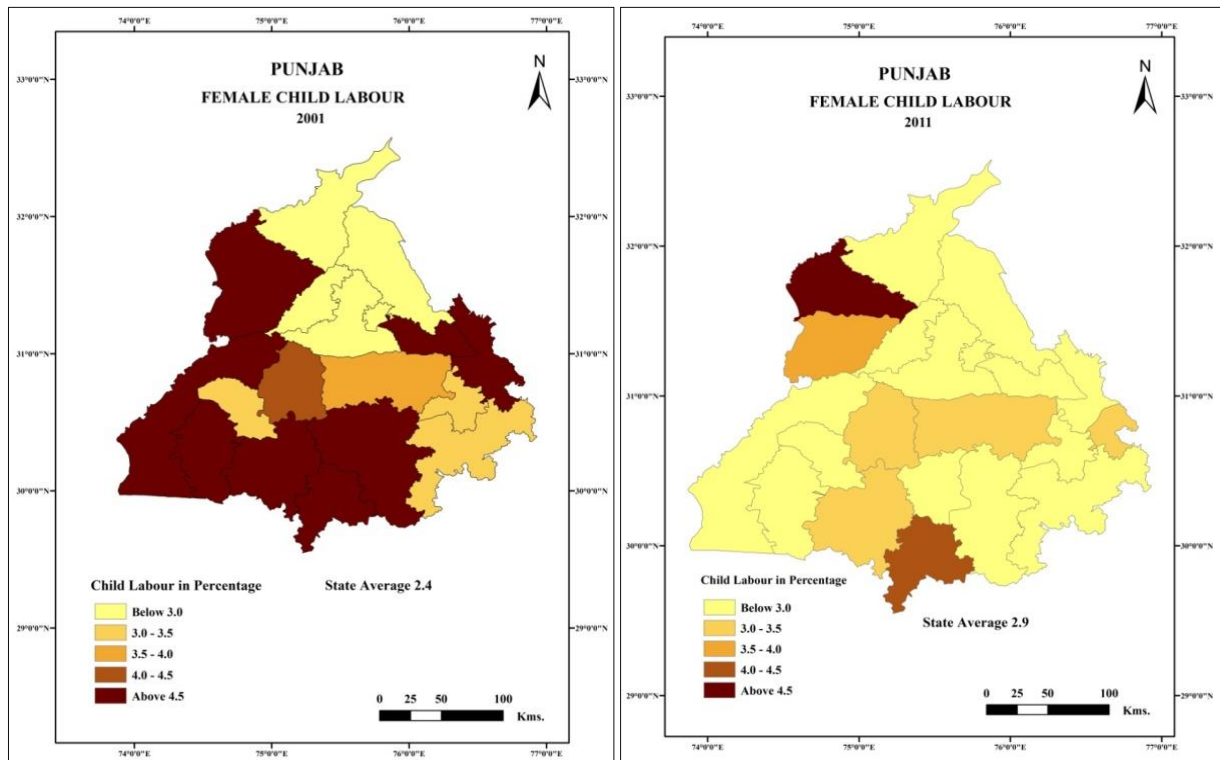 74°0'0"E 75°0'0"E 76°0'0"E 77°0'0"E
N
PUNJAB
FEMALE CHILD LABOUR
2001
33°0'0"N 33°0'0"N
32°0'0"N 32°0'0"N
31°0'0"N 31°0'0"N
30°0'0"N 30°0'0"N
29°0'0"N 29°0'0"N
Child Labour in Percentage State Average 2.4
Below 3.0
3.0 - 3.5
3.5 - 4.0
4.0 - 4.5
Above 4.5
0 25 50 100
Kms.
74°0'0"E 75°0'0"E 76°0'0"E 77°0'0"E
74°0'0"E 75°0'0"E 76°0'0"E 77°0'0"E
N
PUNJAB
FEMALE CHILD LABOUR
2011
33°0'0"N 33°0'0"N
32°0'0"N 32°0'0"N
31°0'0"N 31°0'0"N
30°0'0"N 30°0'0"N
Child Labour in Percentage
Below 3.0
3.0 - 3.5
State Average 2.9
3.5 - 4.0
4.0 - 4.5
Above 4.5
29°0'0"N 29°0'0"N
0 25 50 100
Kms.
74°0'0"E 75°0'0"E 76°0'0"E 77°0'0"E